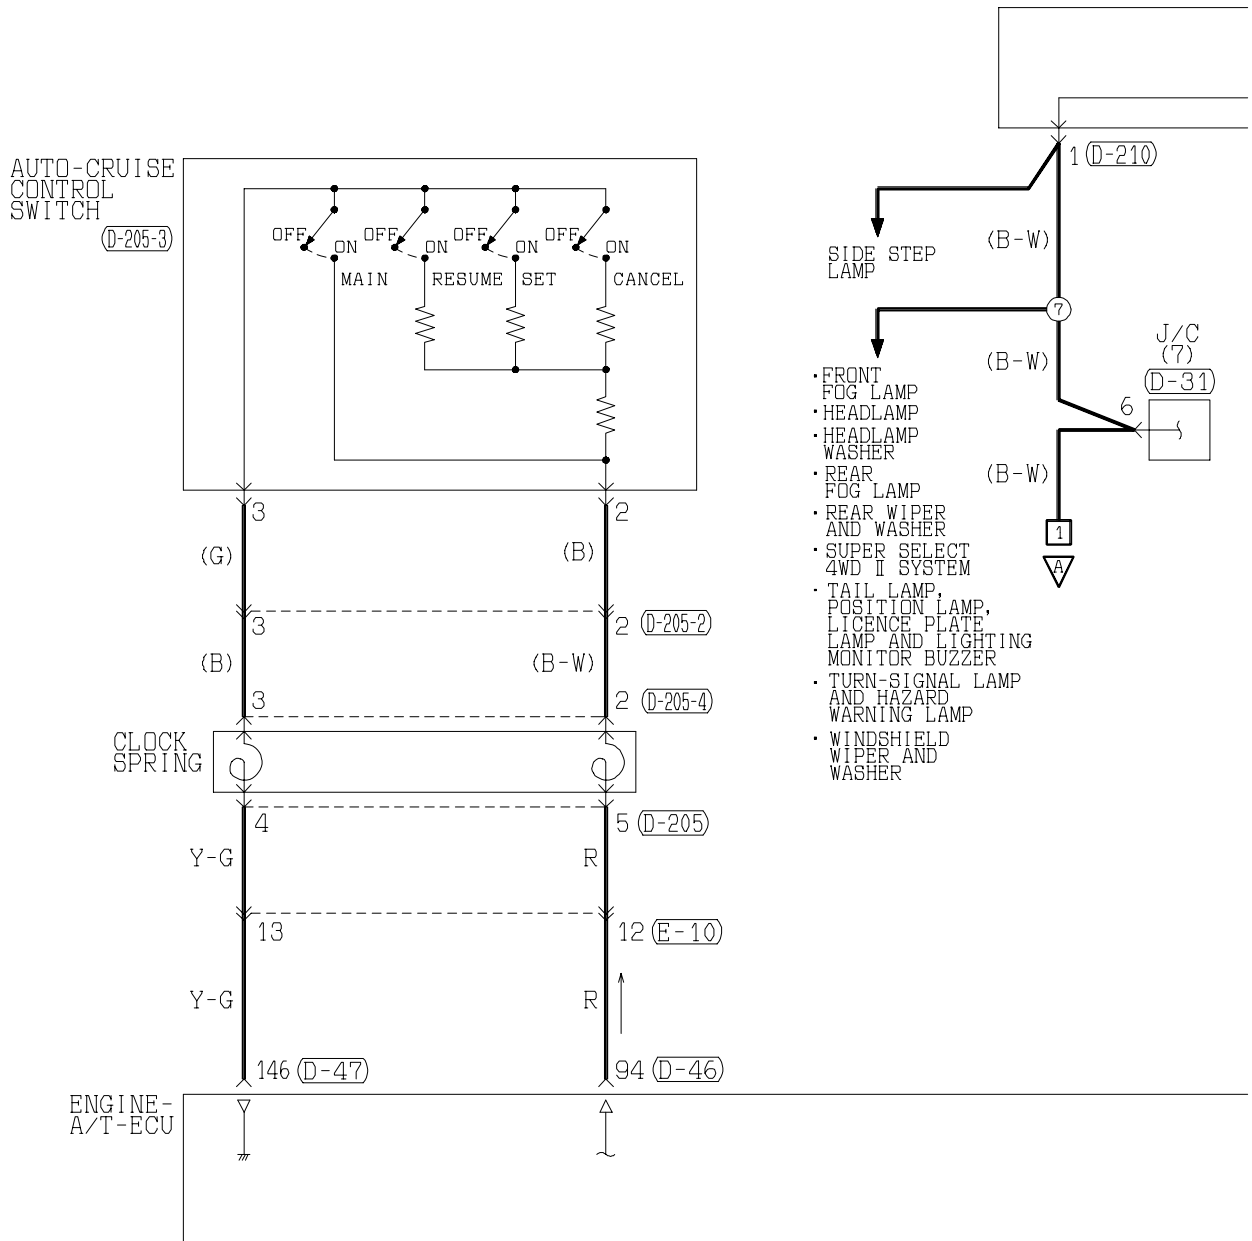 AUTO-CRUISE
CONTROL
SWITCH
(D-205-3)
OFF ON
OFF ON
OFF ON
OFF ON
MAIN
RESUME
SET
CANCEL
3
2
(G)
(B)
3
2 (D-205-2)
(B)
(B-W)
3
2 (D-205-4)
CLOCK
SPRING
4
5 (D-205)
Y-G
R
13
12 (E-10)
Y-G
R
146 (D-47)
94 (D-46)
ENGINE-
A/T-ECU
1 (D-210)
SIDE STEP
LAMP
(B-W)
7
(B-W)
J/C
(7)
(D-31)
6
(B-W)
1
A
・FRONT
FOG LAMP
・HEADLAMP
・HEADLAMP
WASHER
・REAR
FOG LAMP
・REAR WIPER
AND WASHER
・SUPER SELECT
4WD Ⅱ SYSTEM
・TAIL LAMP,
POSITION LAMP,
LICENCE PLATE
LAMP AND LIGHTING
MONITOR BUZZER
・TURN-SIGNAL LAMP
AND HAZARD
WARNING LAMP
・WINDSHIELD
WIPER AND
WASHER